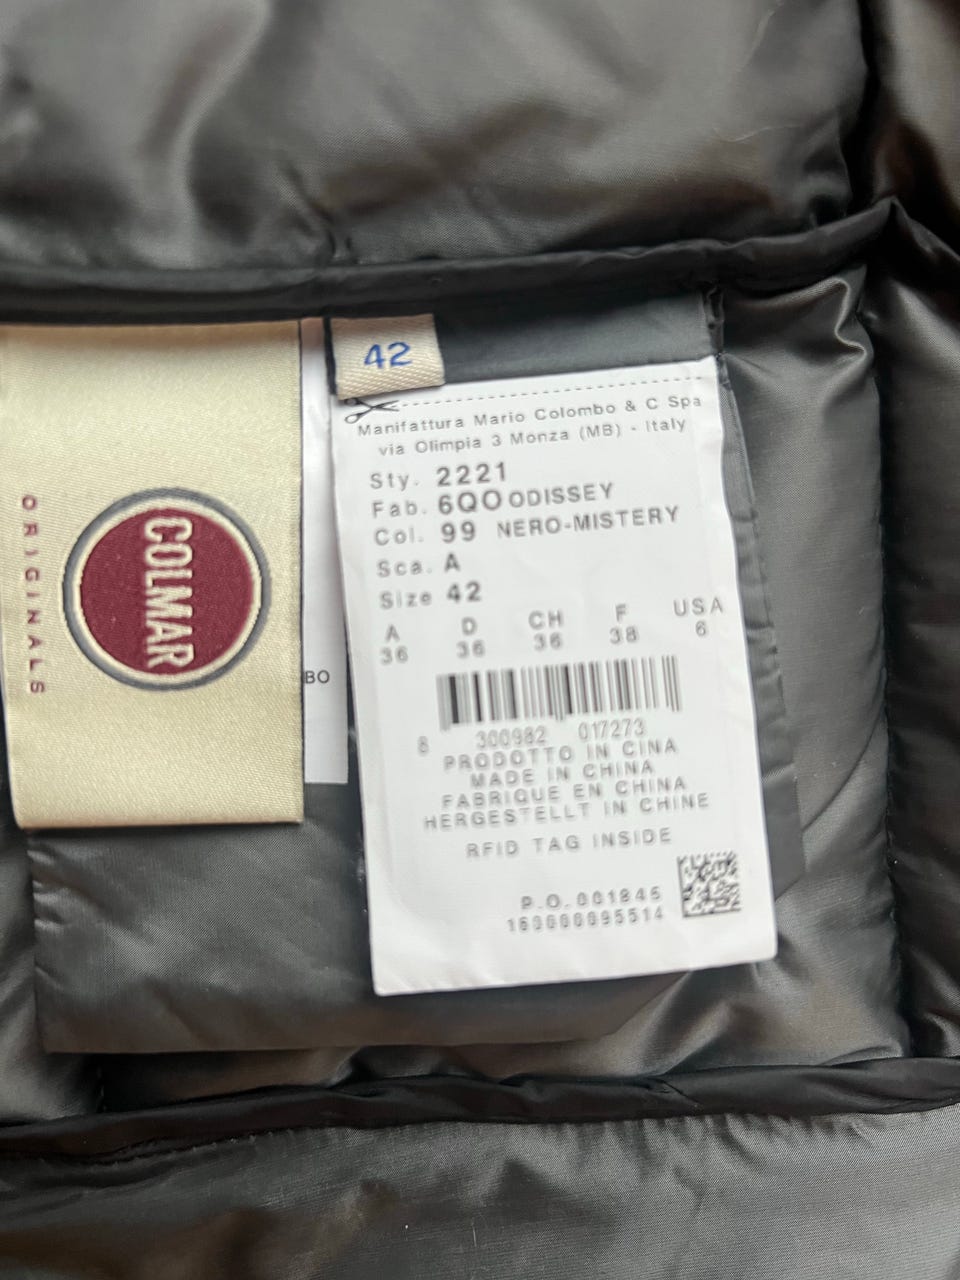 ORIGINALS
COLMAR
BO
42
Manifattura Mario Colombo & C Spa
via Olimpia 3 Monza (MB) - Italy
Sty. 2221
Fab. 6QO ODISSEY
Col. 99 NERO-MISTERY
Sca. A
Size 42
A D CH F USA
36 36 36 38 6
8 300982 017273
PRODOTTO IN CINA
MADE IN CHINA
FABRIQUE EN CHINA
HERGESTELLT IN CHINE
RFID TAG INSIDE
P.O. 001845
160000095514